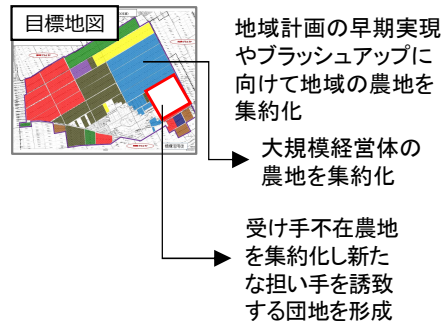 目標地図
地域計画の早期実現
やブラッシュアップに
向けて地域の農地を
集約化
大規模経営体の
農地を集約化
受け手不在農地
を集約化し新た
な担い手を誘致
する団地を形成